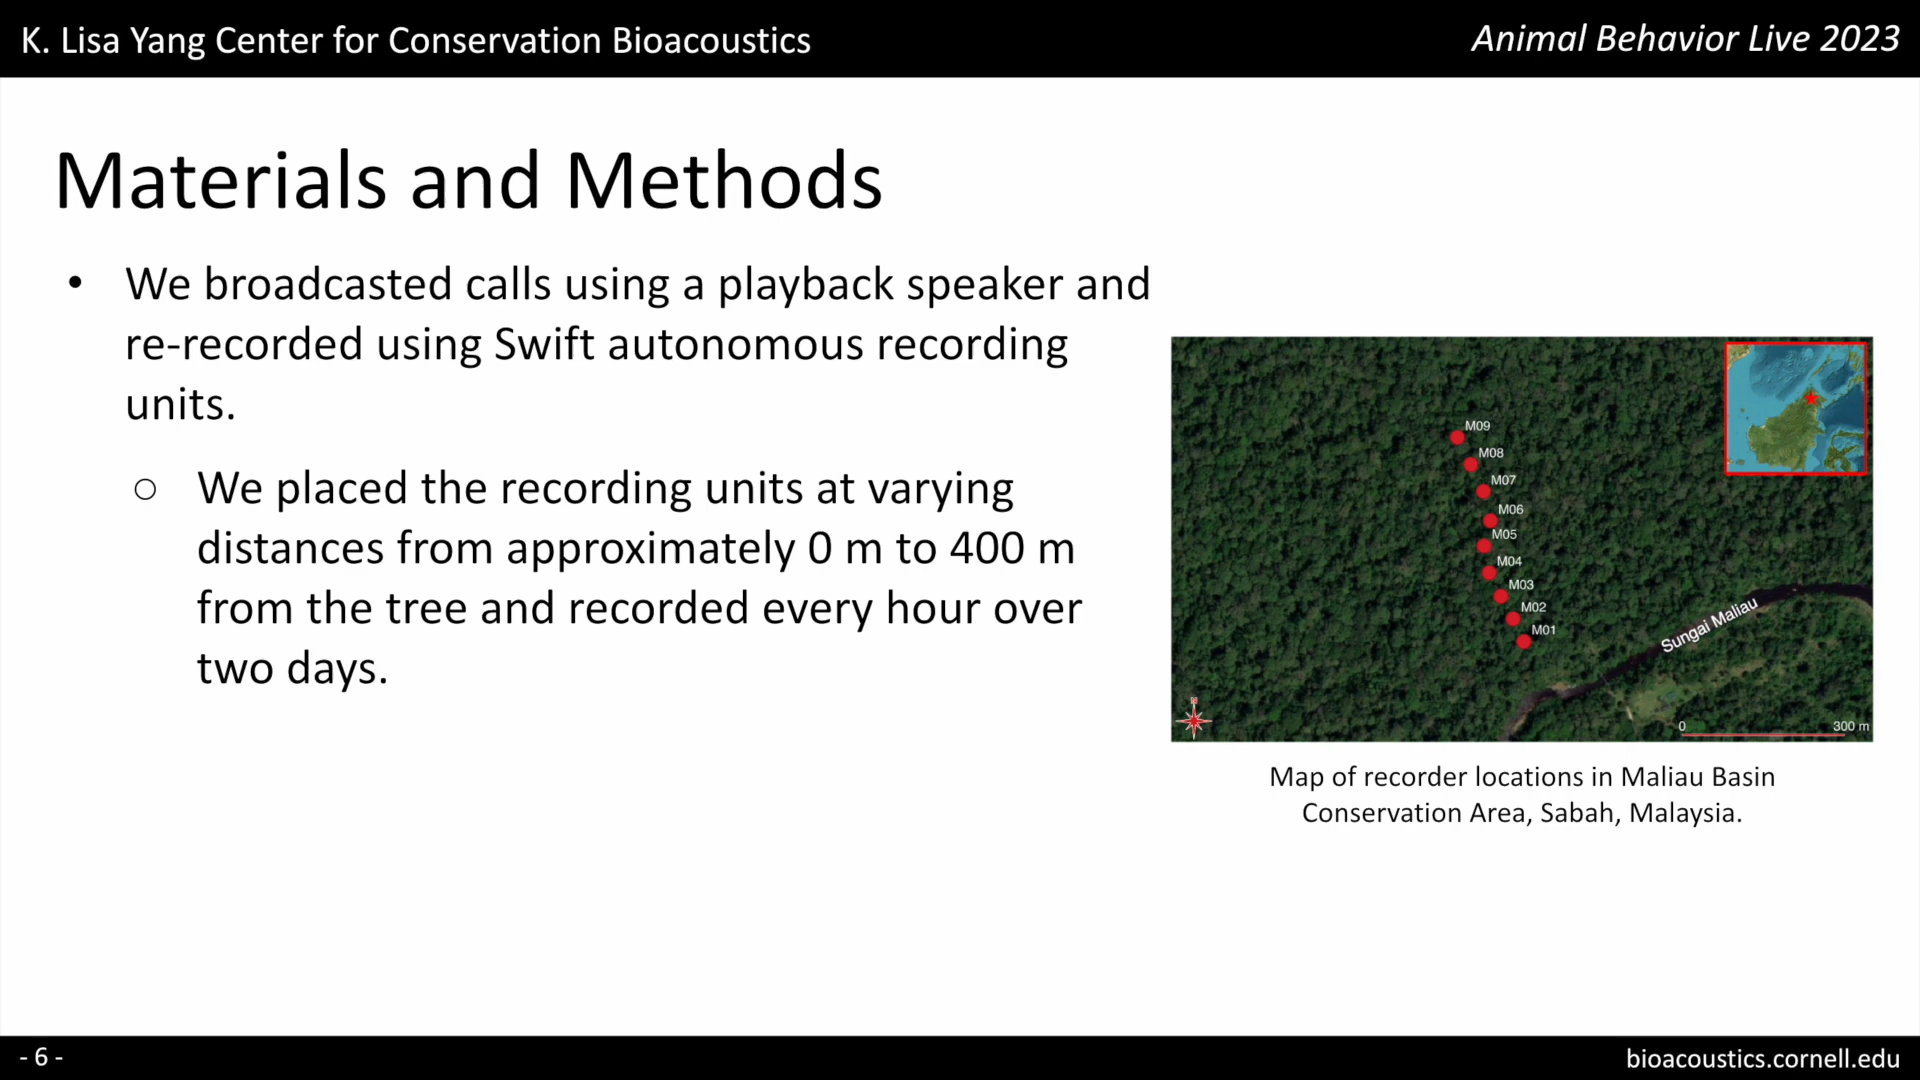 K. Lisa Yang Center for Conservation Bioacoustics
Animal Behavior Live 2023
Materials and Methods
• We broadcasted calls using a playback speaker and
re-recorded using Swift autonomous recording
units.
○ We placed the recording units at varying
distances from approximately 0 m to 400 m
from the tree and recorded every hour over
two days.
M09
M08
M07
M06
M05
M04
M03
M02
M01
Sungai Maliau
N
0 300 m
Map of recorder locations in Maliau Basin
Conservation Area, Sabah, Malaysia.
- 6 -
bioacoustics.cornell.edu